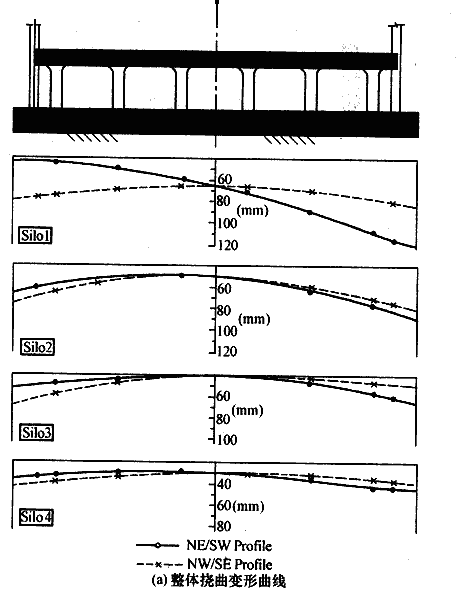 60
80
(mm)
100
120
Silo1
60
80
(mm)
100
120
Silo2
60
(mm)
80
100
Silo3
40
60
(mm)
80
Silo4
NE/SW Profile
NW/SE Profile
(a) 整体挠曲变形曲线